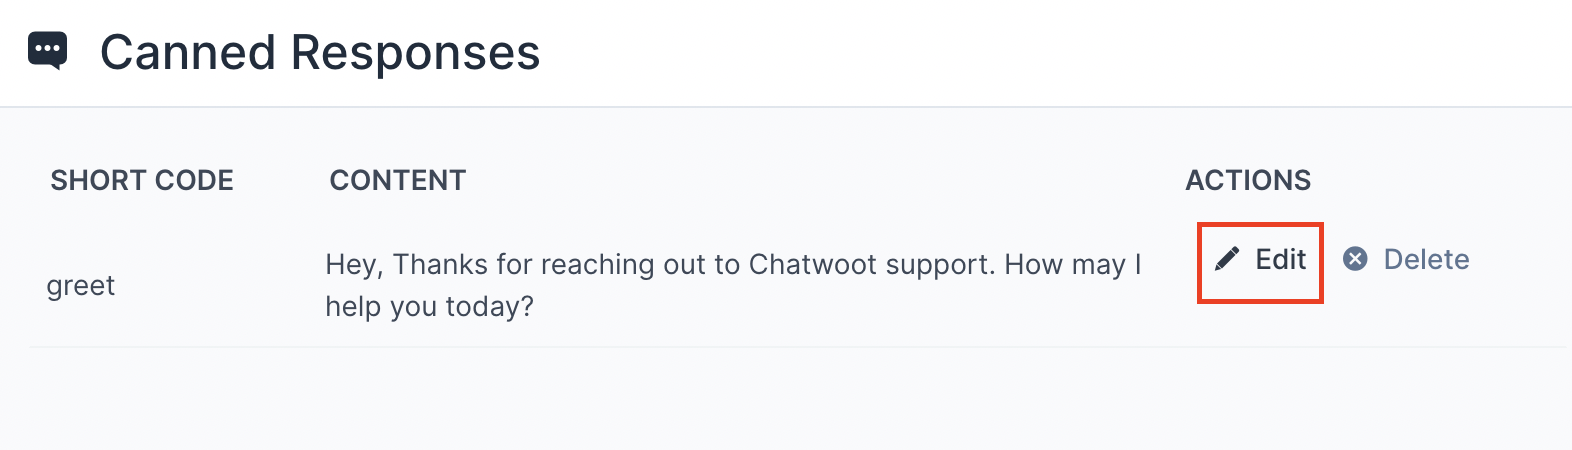 Canned Responses
SHORT CODE CONTENT ACTIONS
greet
Hey, Thanks for reaching out to Chatwoot support. How may I
help you today?
Edit Delete